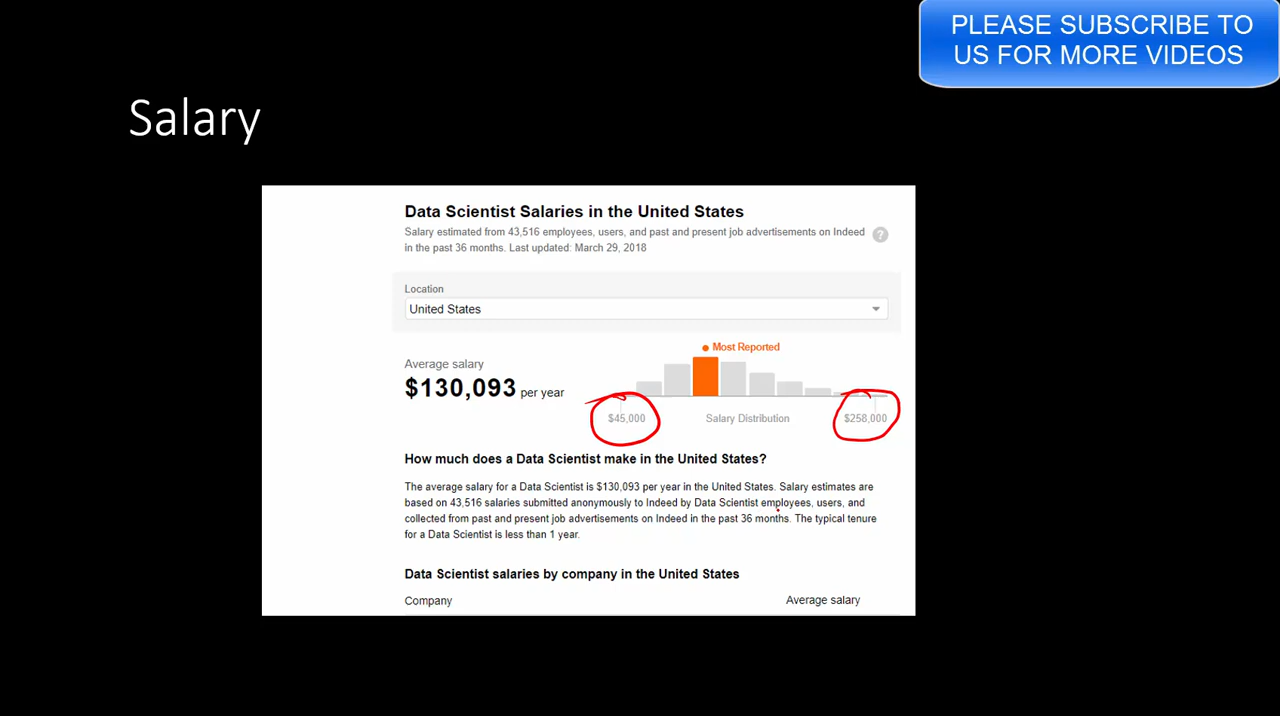 PLEASE SUBSCRIBE TO
US FOR MORE VIDEOS
Salary
Data Scientist Salaries in the United States
Salary estimated from 43,516 employees, users, and past and present job advertisements on Indeed
in the past 36 months. Last updated: March 29, 2018
?
Location
United States
Most Reported
Average salary
$130,093 per year
$45,000 Salary Distribution $258,000
How much does a Data Scientist make in the United States?
The average salary for a Data Scientist is $130,093 per year in the United States. Salary estimates are
based on 43,516 salaries submitted anonymously to Indeed by Data Scientist employees, users, and
collected from past and present job advertisements on Indeed in the past 36 months. The typical tenure
for a Data Scientist is less than 1 year.
Data Scientist salaries by company in the United States
Company Average salary